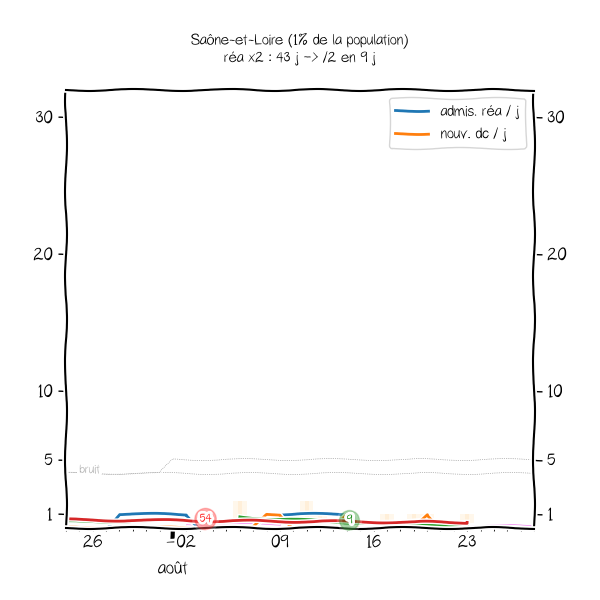 Saône-et-Loire (1% de la population)
réa x2 : 43 j -> /2 en 9 j
admis. réa / j
nouv. dc / j
30
30
20
20
10
10
5
5
bruit
1
1
54
9
26
02
09
16
23
août